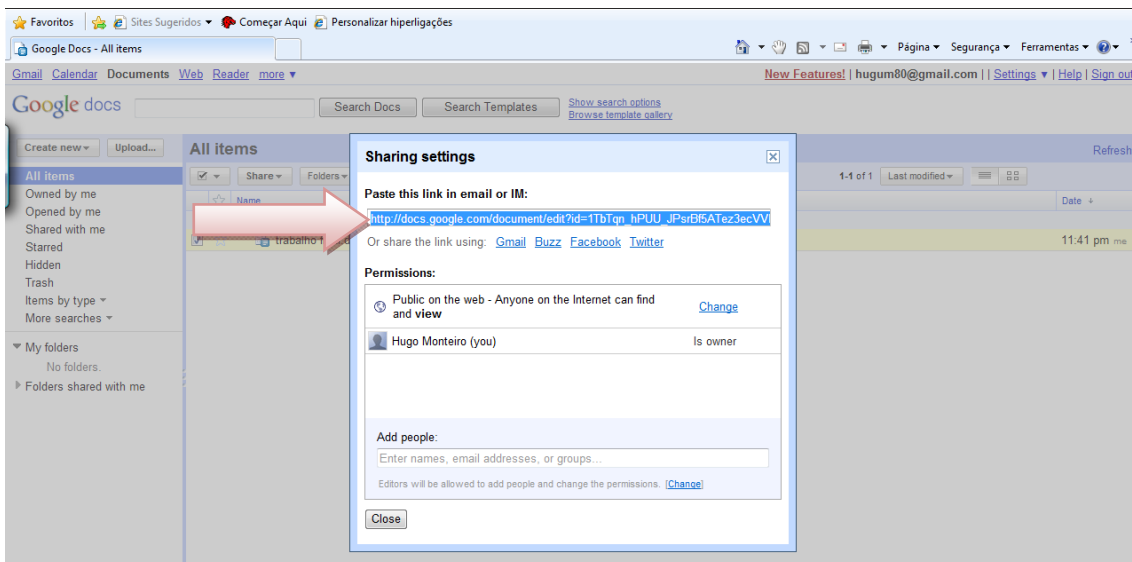 Favoritos Sites Sugeridos Começar Aqui Personalizar hiperligações
Google Docs - All items Página Segurança Ferramentas
Gmail Calendar Documents Web Reader more New Features! | hugum80@gmail.com | | Settings | Help | Sign out
Google docs Search Docs Search Templates Show search options
Browse template gallery
Create new Upload... All items Refresh
All items Share Folders 1-1 of 1 Last modified
Owned by me Name Date
Opened by me
Shared with me
Starred trabalho 11:41 pm me
Hidden
Trash
Items by type
More searches
My folders
No folders.
Folders shared with me
Sharing settings
Paste this link in email or IM:
http://docs.google.com/document/edit?id=1TbTqn_hPUU_JPsrBf5ATez3ecVV
Or share the link using: Gmail Buzz Facebook Twitter
Permissions:
Public on the web - Anyone on the Internet can find
and view Change
Hugo Monteiro (you) Is owner
Add people:
Enter names, email addresses, or groups...
Editors will be allowed to add people and change the permissions. [Change]
Close